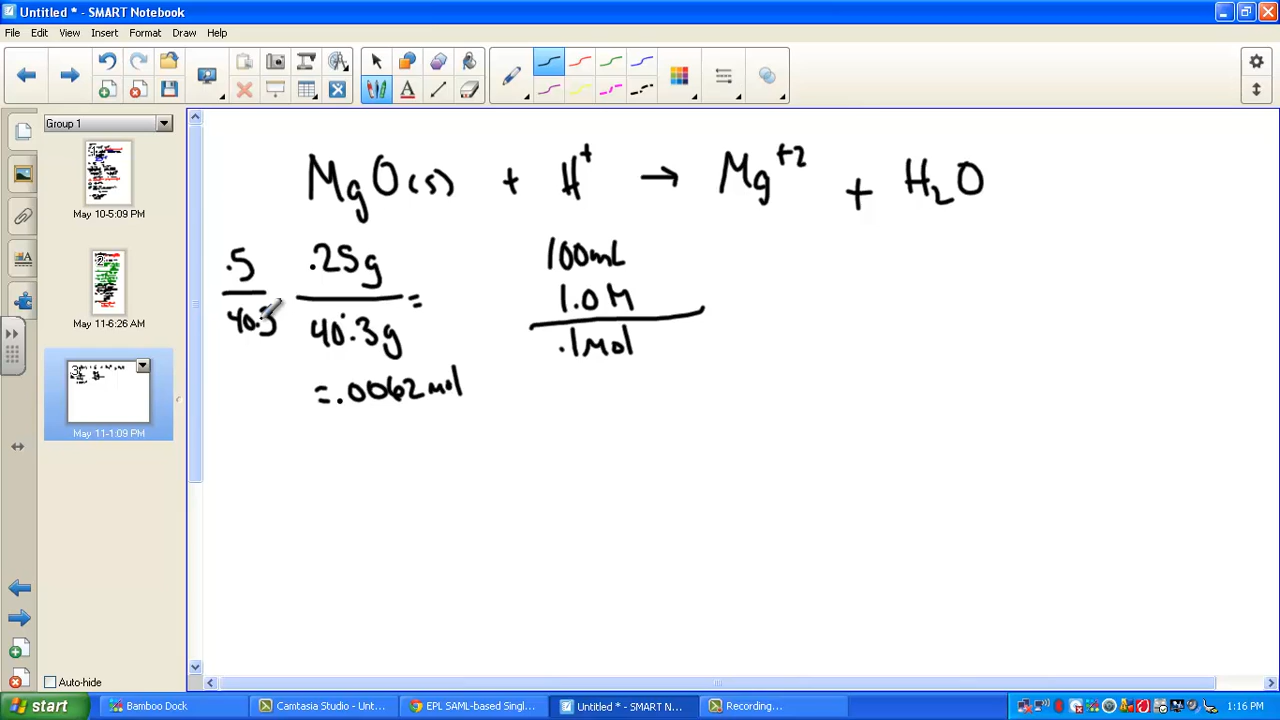 Untitled * - SMART Notebook
File Edit View Insert Format Draw Help
Group 1
May 10-5:09 PM
May 11-6:26 AM
May 11-1:09 PM
Auto-hide
MgO(s) + H+ → Mg+2 + H2O
.5
40.3
.25g
40.3g
=
=.0062mol
100mL
1.0M
.1mol
start
Bamboo Dock
Camtasia Studio - Unt...
EPL SAML-based Singl...
Untitled * - SMART N...
Recording...
1:16 PM